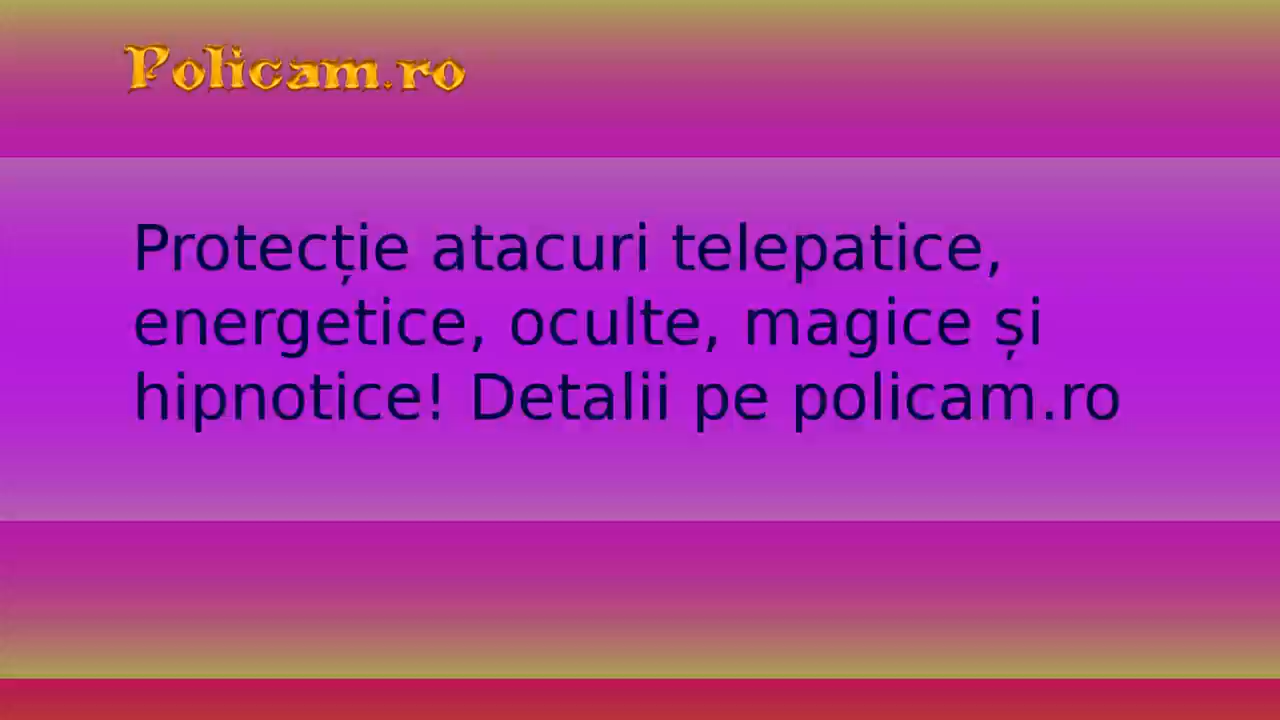 Policam.ro
Protecție atacuri telepatice,
energetice, oculte, magice și
hipnotice! Detalii pe policam.ro